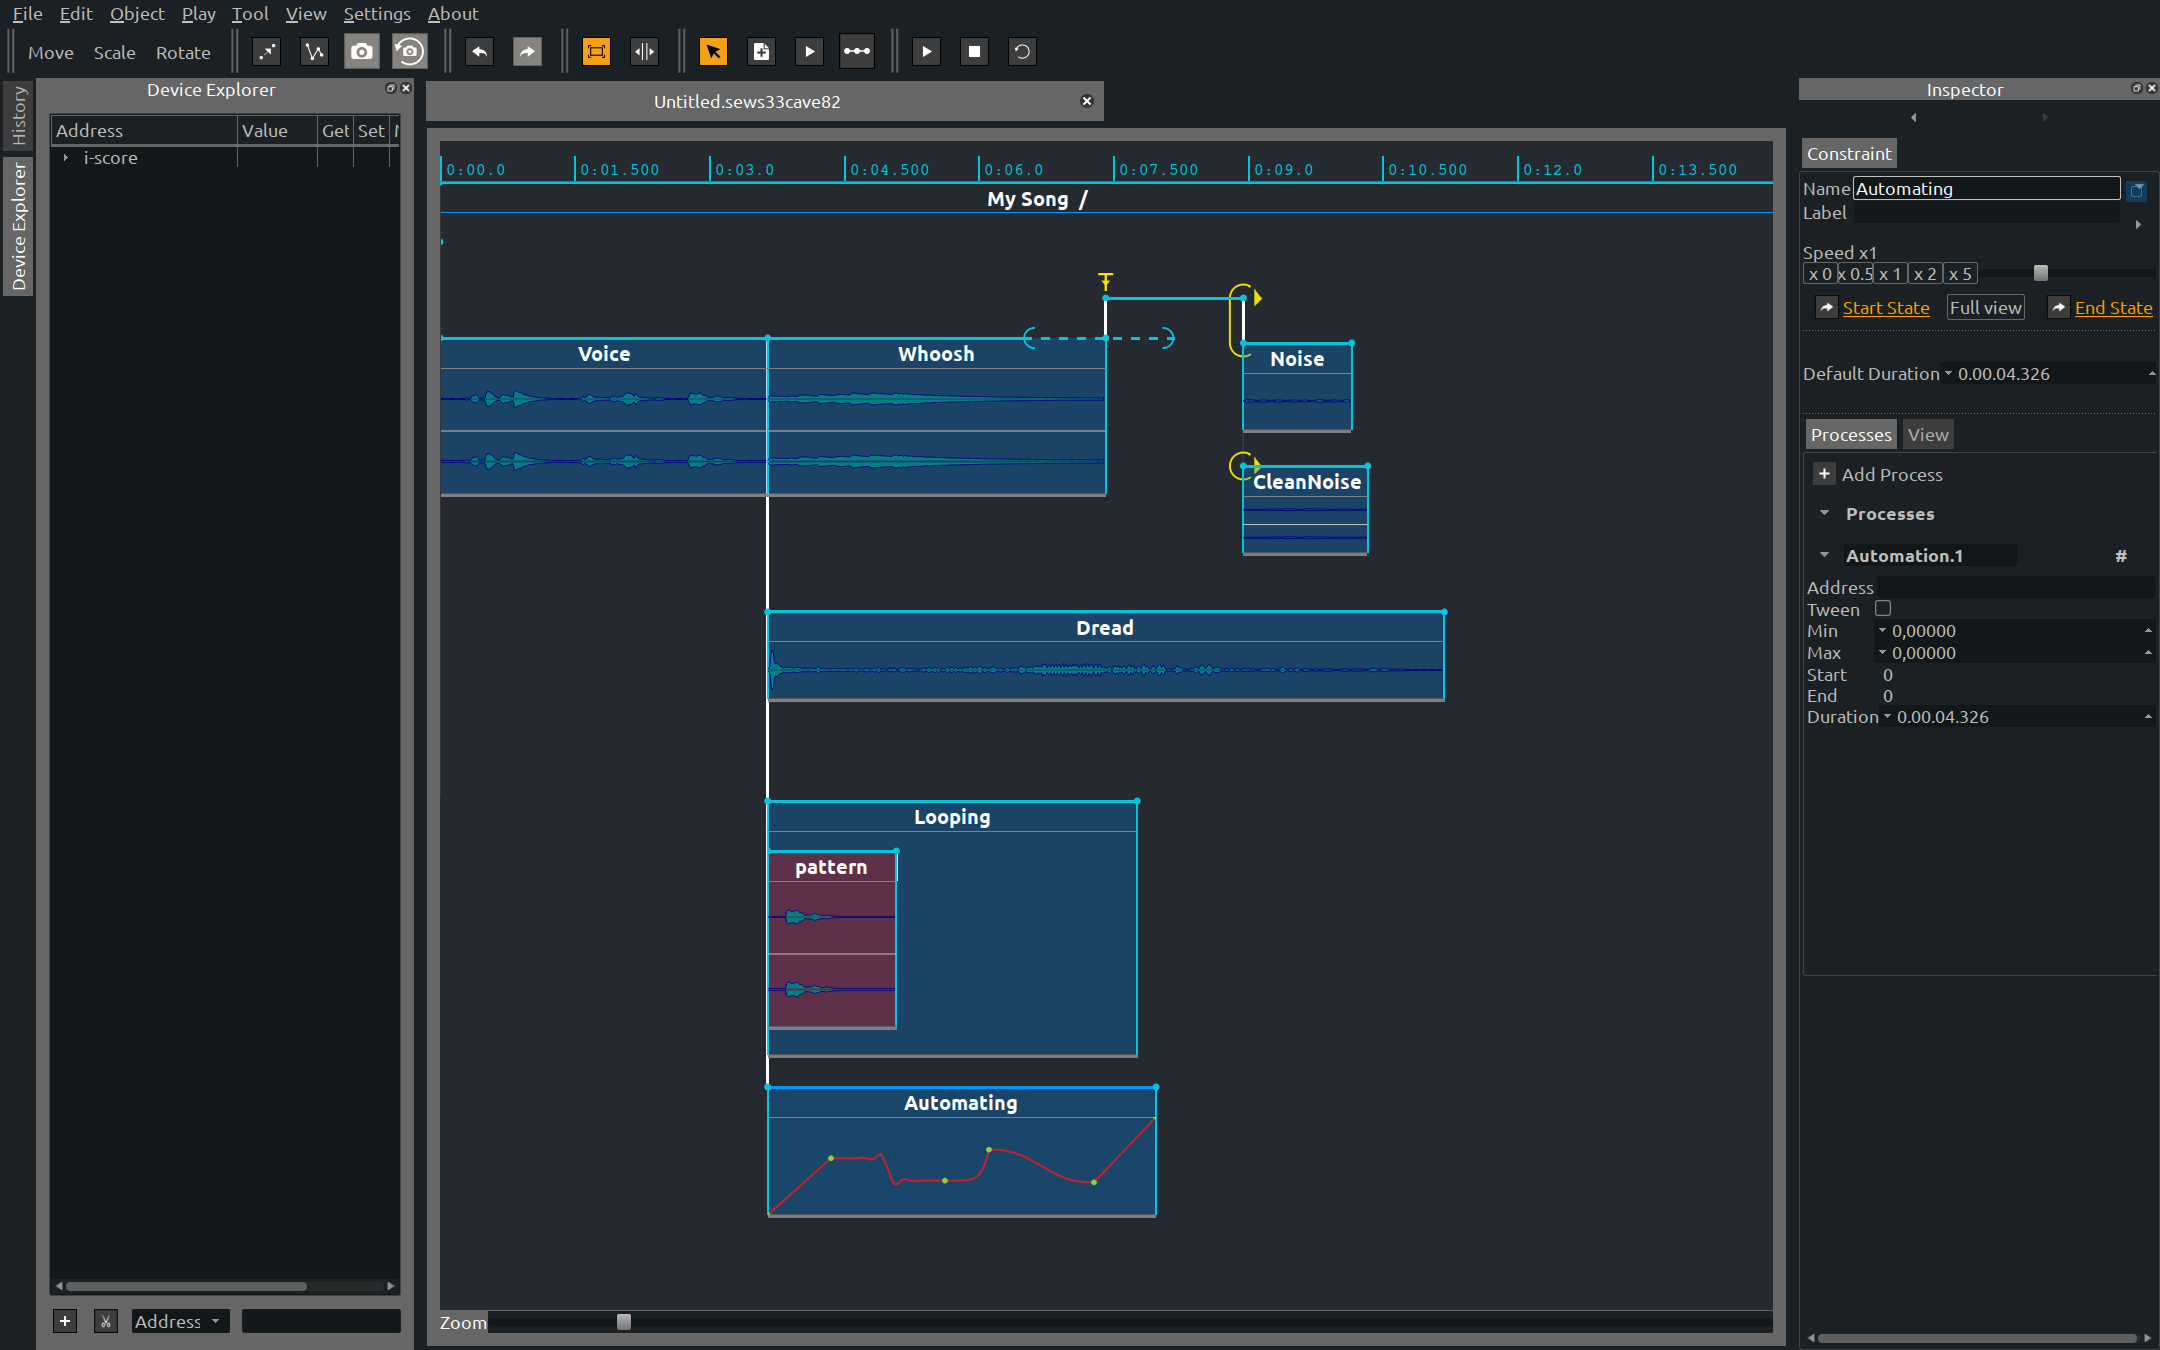 File Edit Object Play Tool View Settings About
Move Scale Rotate
History
Device Explorer
Device Explorer
Address Value Get Set
i-score
Address
Untitled.sews33cave82
0:00.0 0:01.500 0:03.0 0:04.500 0:06.0 0:07.500 0:09.0 0:10.500 0:12.0 0:13.500
My Song /
Voice
Whoosh
Noise
CleanNoise
Dread
Looping
pattern
Automating
Zoom
Inspector
Constraint
Name Automating
Label
Speed x1
x 0 x 0.5 x 1 x 2 x 5
Start State Full view End State
Default Duration 0.00.04.326
Processes View
+ Add Process
Processes
Automation.1 #
Address
Tween
Min 0,00000
Max 0,00000
Start 0
End 0
Duration 0.00.04.326